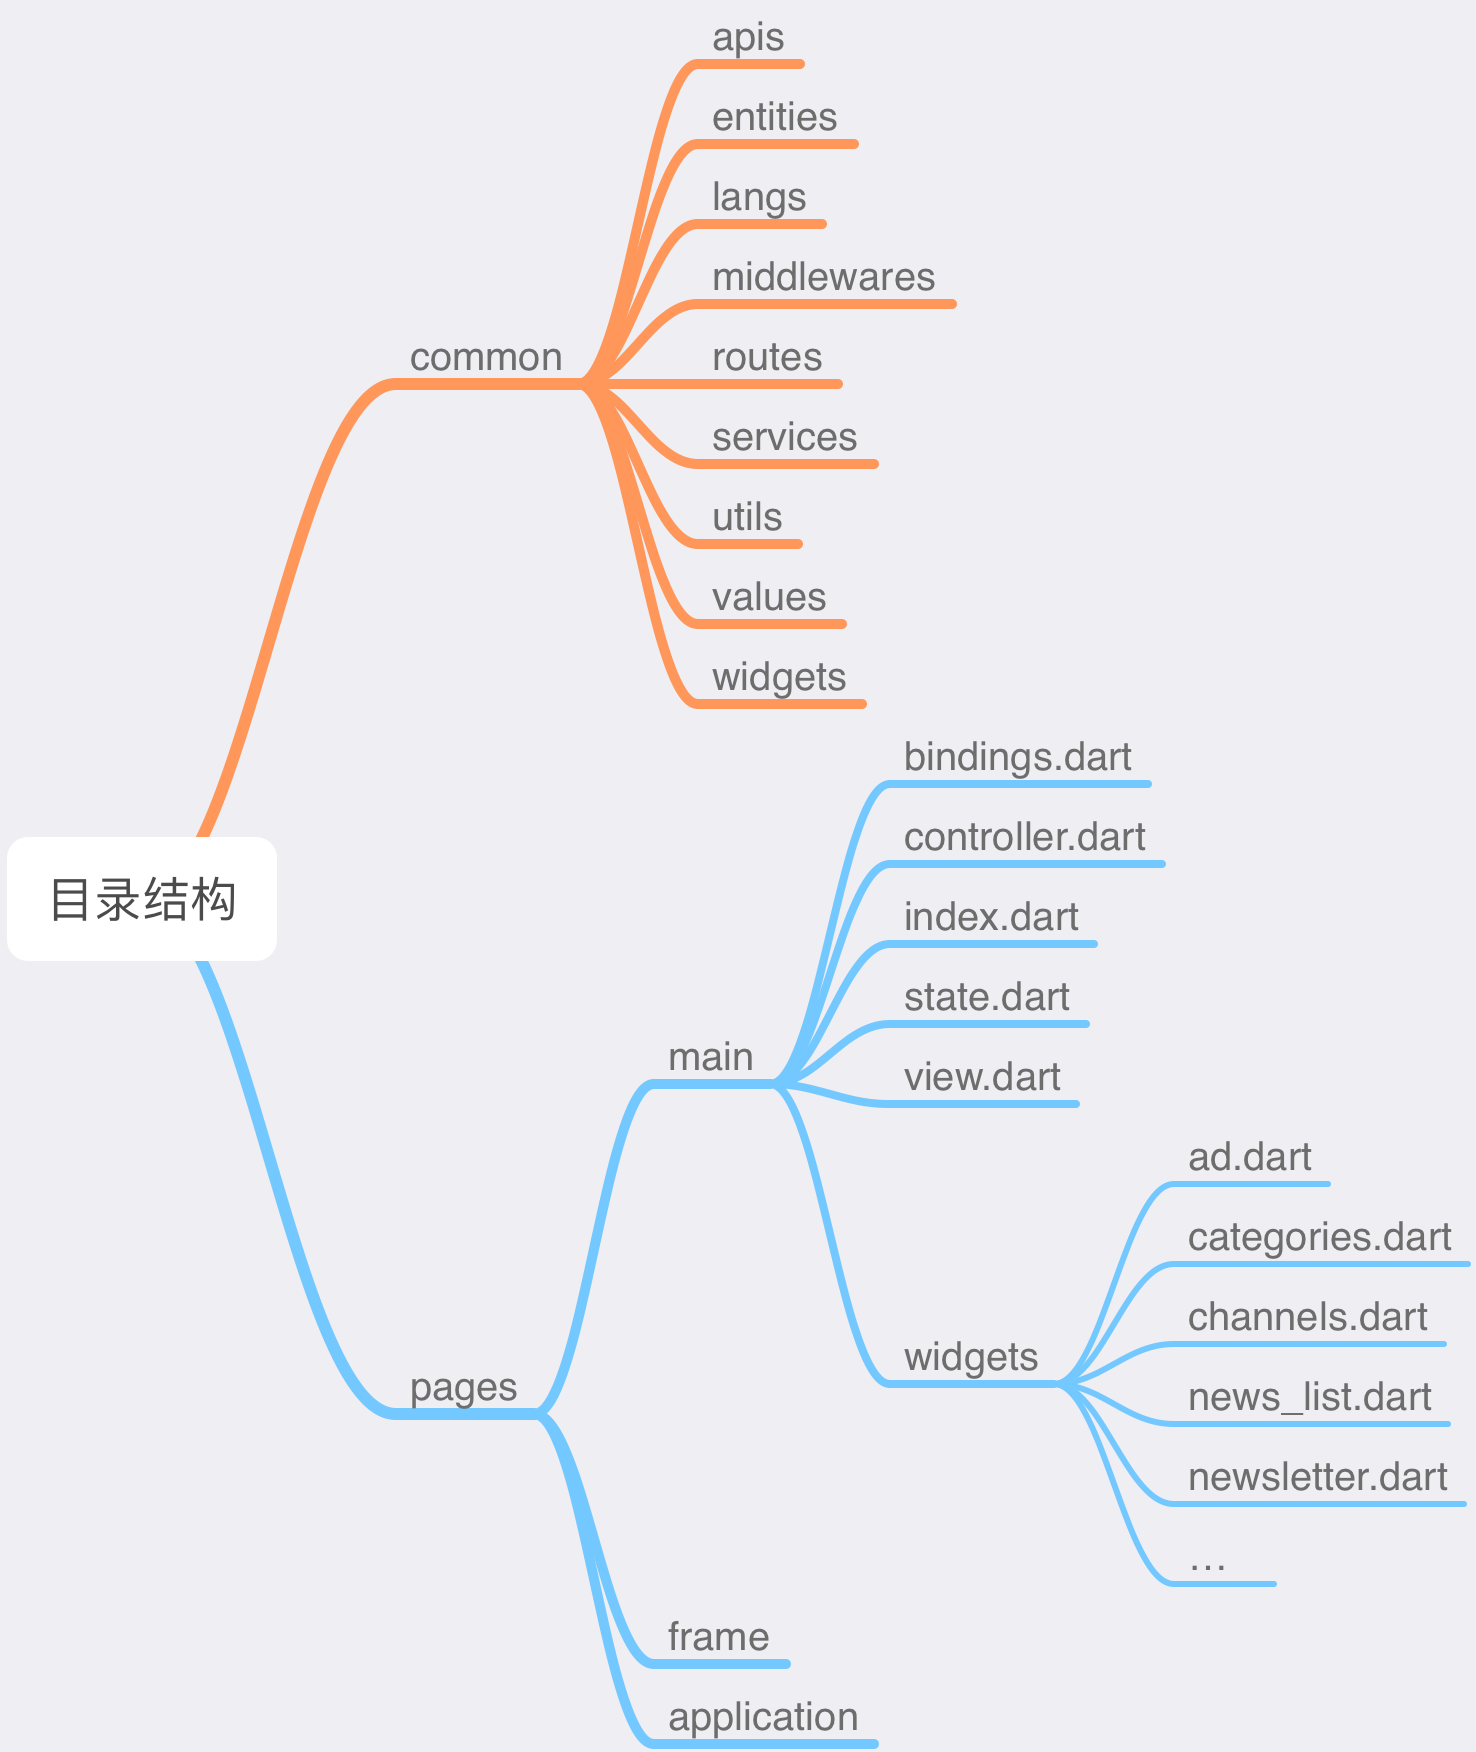 apis
entities
langs
middlewares
common
routes
services
utils
values
widgets
目录结构
bindings.dart
controller.dart
index.dart
state.dart
main
view.dart
ad.dart
categories.dart
channels.dart
widgets
news_list.dart
newsletter.dart
…
pages
frame
application